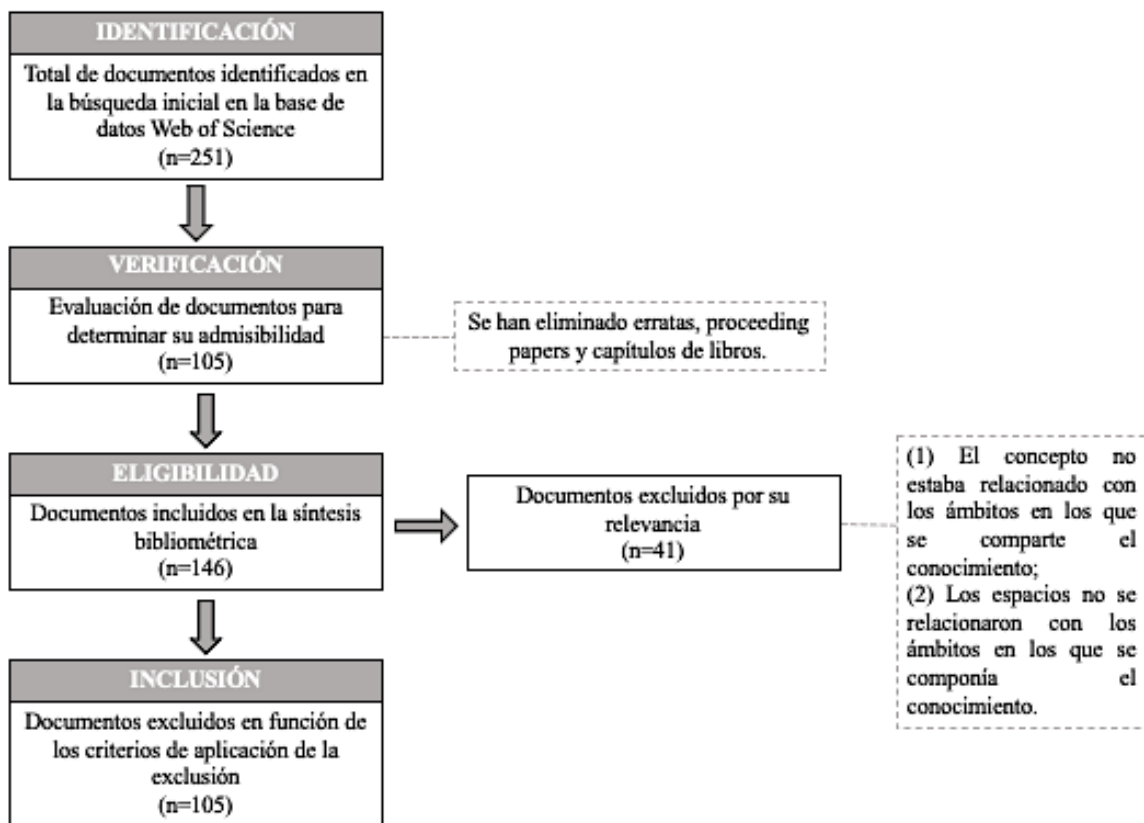 IDENTIFICACIÓN
Total de documentos identificados en
la búsqueda inicial en la base de
datos Web of Science
(n=251)
VERIFICACIÓN
Evaluación de documentos para
determinar su admisibilidad
(n=105)
Se han eliminado erratas, proceeding
papers y capítulos de libros.
ELIGIBILIDAD
Documentos incluidos en la síntesis
bibliométrica
(n=146)
Documentos excluidos por su
relevancia
(n=41)
(1) El concepto no
estaba relacionado con
los ámbitos en los que
se comparte el
conocimiento;
(2) Los espacios no se
relacionaron con los
ámbitos en los que se
componía el
conocimiento.
INCLUSIÓN
Documentos excluidos en función de
los criterios de aplicación de la
exclusión
(n=105)